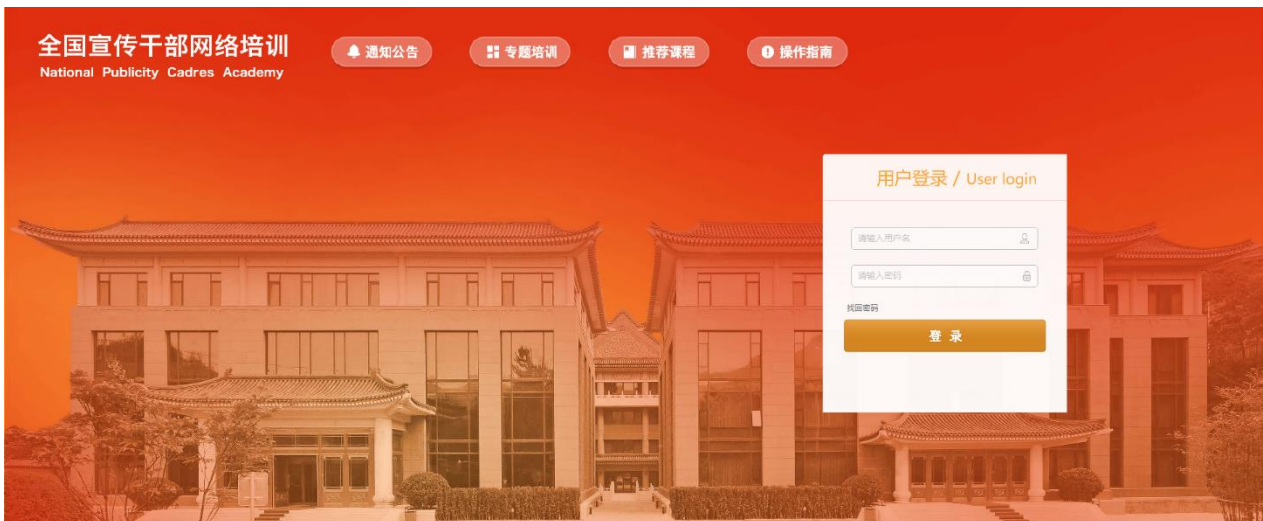 全国宣传干部网络培训
National Publicity Cadres Academy
通知公告
专题培训
推荐课程
操作指南
用户登录 / User login
请输入用户名
请输入密码
找回密码
登 录